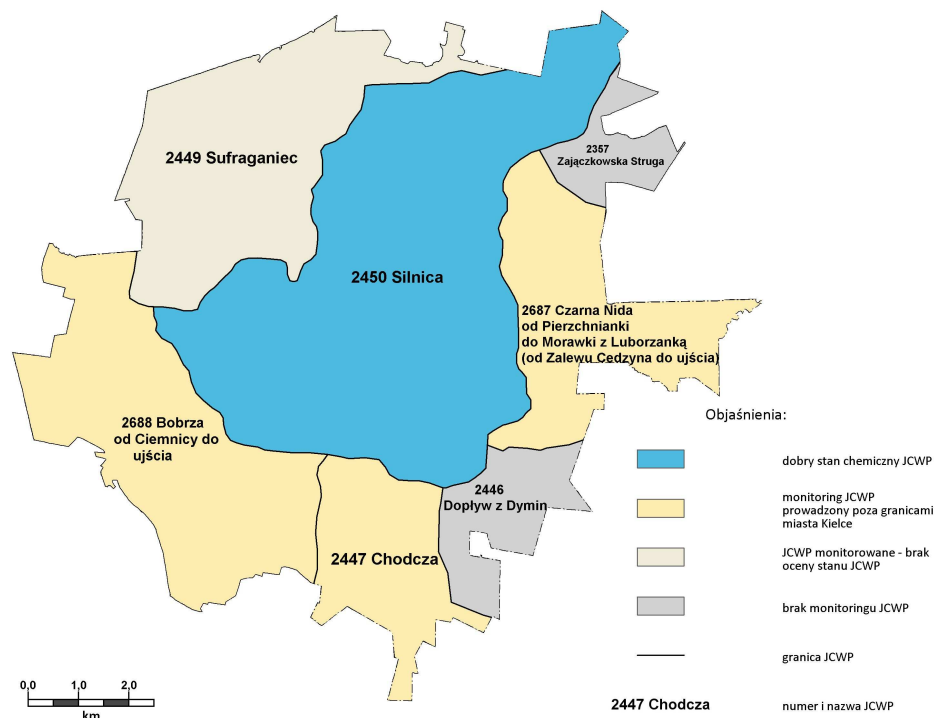 2449 Sufraganiec
2357
Zajączkowska Struga
2450 Silnica
2687 Czarna Nida
od Pierzchnianki
do Morawki z Luborzanką
(od Zalewu Cedzyna do ujścia)
2688 Bobrza
od Ciemnicy do
ujścia
2446
Dopływ z Dymin
2447 Chodcza
Objaśnienia:
dobry stan chemiczny JCWP
monitoring JCWP
prowadzony poza granicami
miasta Kielce
JCWP monitorowane - brak
oceny stanu JCWP
brak monitoringu JCWP
granica JCWP
2447 Chodcza numer i nazwa JCWP
0,0 1,0 2,0
km